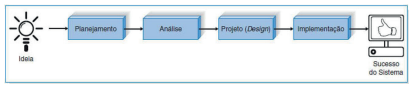 Planejamento
Análise
Projeto (Design)
Implementação
Ideia
Sucesso
do Sistema